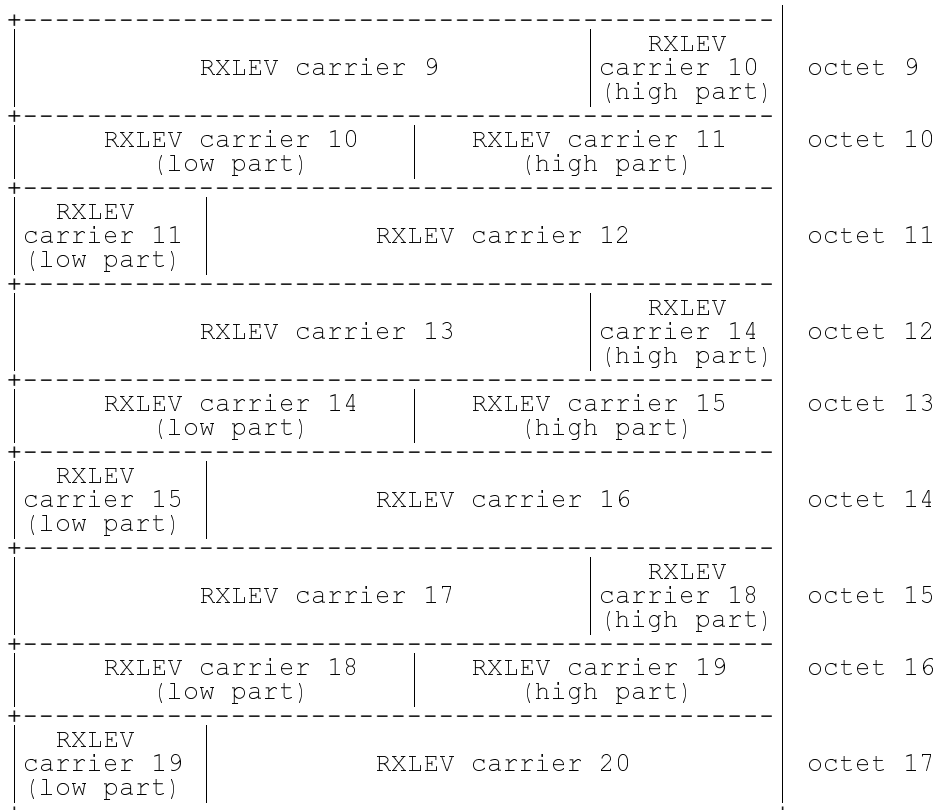 RXLEV
RXLEV carrier 9 carrier 10 octet 9
(high part)
RXLEV carrier 10 RXLEV carrier 11 octet 10
(low part) (high part)
RXLEV
carrier 11 RXLEV carrier 12 octet 11
(low part)
RXLEV
RXLEV carrier 13 carrier 14 octet 12
(high part)
RXLEV carrier 14 RXLEV carrier 15 octet 13
(low part) (high part)
RXLEV
carrier 15 RXLEV carrier 16 octet 14
(low part)
RXLEV
RXLEV carrier 17 carrier 18 octet 15
(high part)
RXLEV carrier 18 RXLEV carrier 19 octet 16
(low part) (high part)
RXLEV
carrier 19 RXLEV carrier 20 octet 17
(low part)